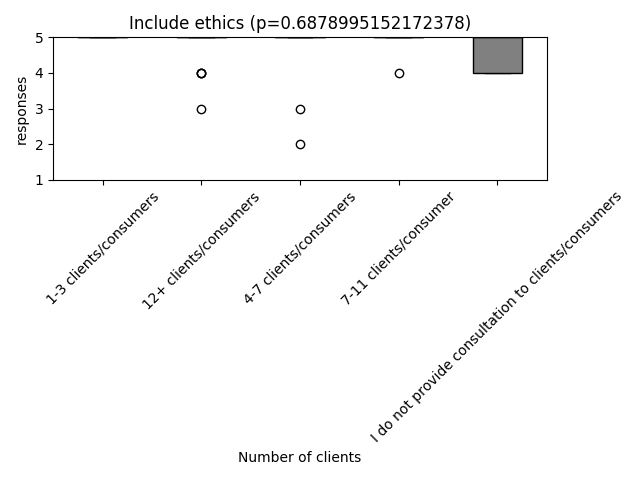 Include ethics (p=0.6878995152172378)
5
4
3
2
1
responses
1-3 clients/consumers
12+ clients/consumers
4-7 clients/consumers
7-11 clients/consumer
I do not provide consultation to clients/consumers
Number of clients